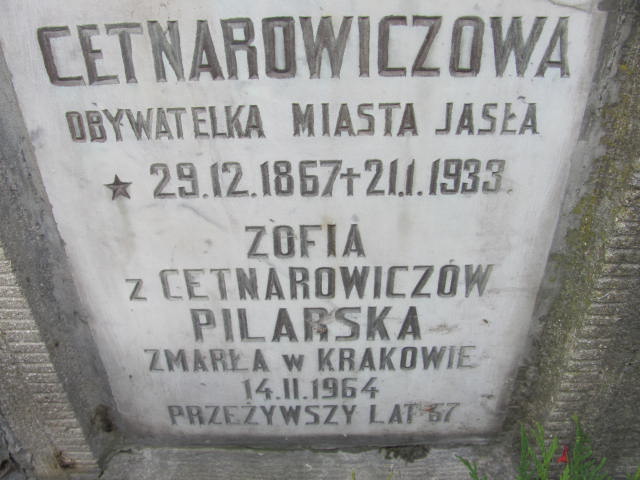 CETNAROWICZOWA
OBYWATELKA MIASTA JASŁA
★ 29.12.1867 † 21.1.1933.
ZOFIA
z CETNAROWICZÓW
PILARSKA
ZMARŁA w KRAKOWIE
14.II.1964
PRZEŻYWSZY LAT 67